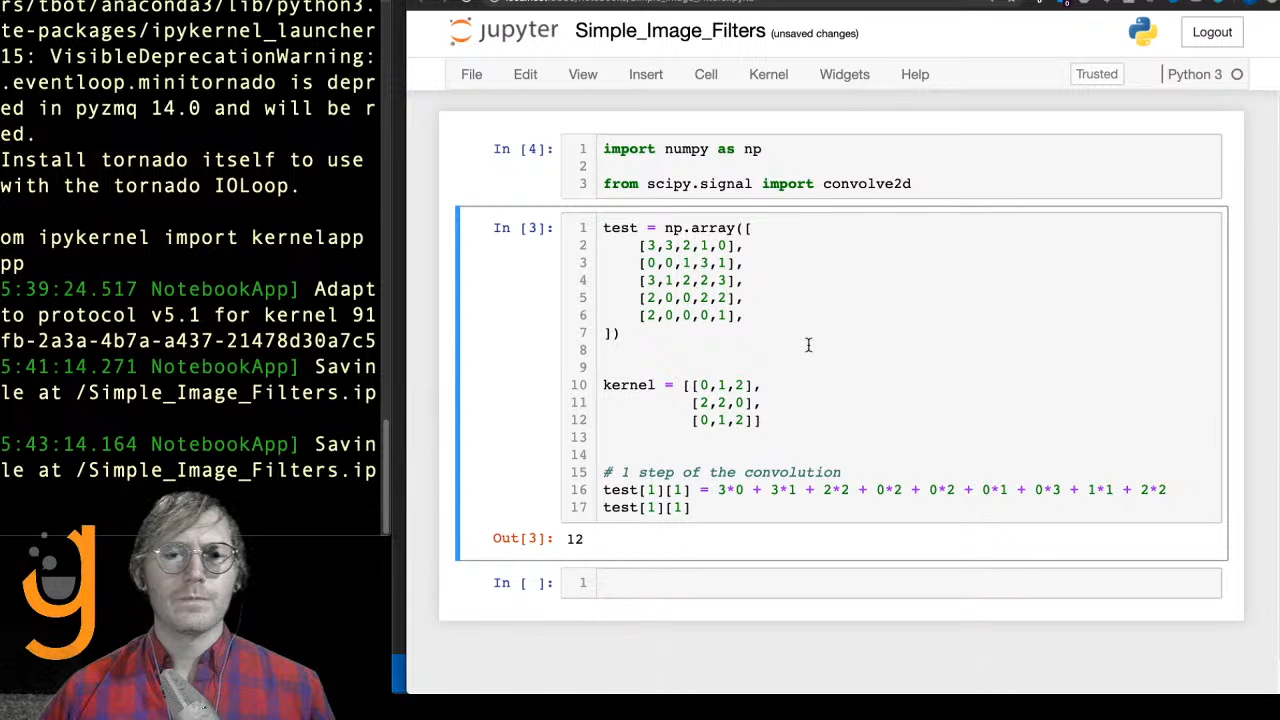 rs/tbot/anaconda3/lib/python3.
te-packages/ipykernel_launcher
15: VisibleDeprecationWarning:
.eventloop.minitornado is depr
ed in pyzmq 14.0 and will be r
ed.
Install tornado itself to use
with the tornado IOLoop.
om ipykernel import kernelapp
pp
5:39:24.517 NotebookApp] Adapt
to protocol v5.1 for kernel 91
fb-2a3a-4b7a-a437-21478d30a7c5
5:41:14.271 NotebookApp] Savin
le at /Simple_Image_Filters.ip
5:43:14.164 NotebookApp] Savin
le at /Simple_Image_Filters.ip
jupyter Simple_Image_Filters (unsaved changes) Logout
File Edit View Insert Cell Kernel Widgets Help Trusted Python 3
In [4]: 1 import numpy as np
2
3 from scipy.signal import convolve2d
In [3]: 1 test = np.array([
2 [3,3,2,1,0],
3 [0,0,1,3,1],
4 [3,1,2,2,3],
5 [2,0,0,2,2],
6 [2,0,0,0,1],
7 ])
8
9
10 kernel = [[0,1,2],
11 [2,2,0],
12 [0,1,2]]
13
14
15 # 1 step of the convolution
16 test[1][1] = 3*0 + 3*1 + 2*2 + 0*2 + 0*2 + 0*1 + 0*3 + 1*1 + 2*2
17 test[1][1]
Out[3]: 12
In [ ]: 1